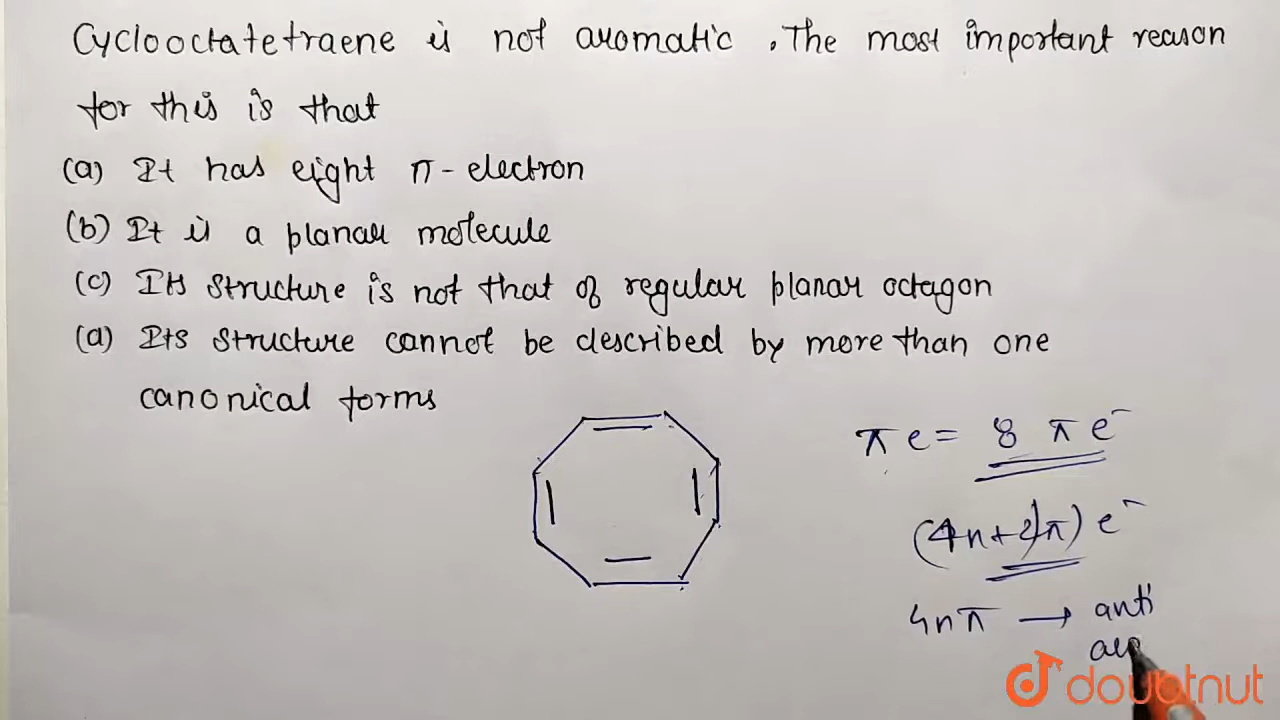 Cyclooctatetraene is not aromatic. The most important reason
for this is that
(a) It has eight π-electron
(b) It is a planar molecule
(c) Its structure is not that of regular planar octagon
(d) Its structure cannot be described by more than one
canonical forms
π e = 8 π e⁻
(4n+2)π) e⁻
4nπ → anti
doubtnut